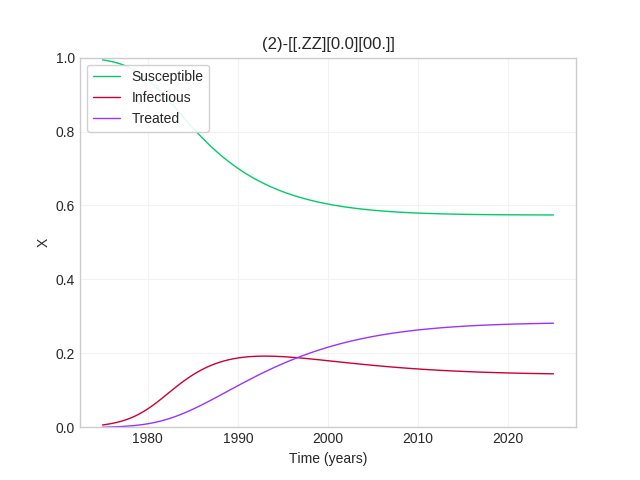 (2)-[[.ZZ][0.0][00.]]
1.0
0.8
0.6
0.4
0.2
0.0
X
Susceptible
Infectious
Treated
1980
1990
2000
2010
2020
Time (years)